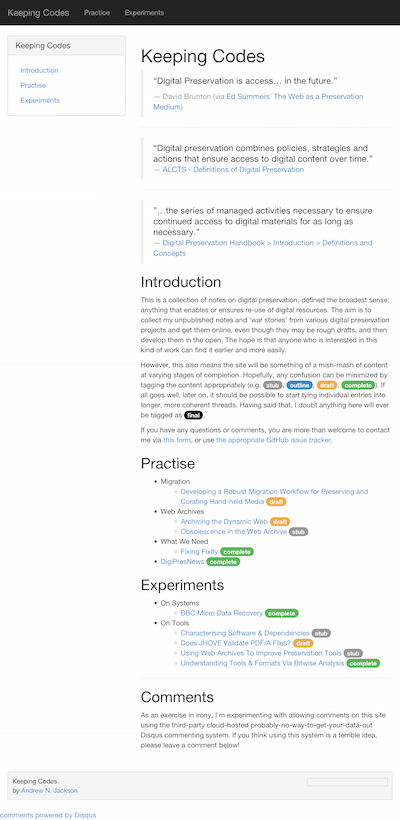 Keeping Codes Practice Experiments
Keeping Codes
Introduction
Practise
Experiments
Keeping Codes
“Digital Preservation is access… in the future.”
— David Brunton (via Ed Summers' The Web as a Preservation
Medium)
“Digital preservation combines policies, strategies and
actions that ensure access to digital content over time.”
— ALCTS - Definitions of Digital Preservation
"…the series of managed activities necessary to ensure
continued access to digital materials for as long as
necessary."
— Digital Preservation Handbook > Introduction > Definitions and
Concepts
Introduction
This is a collection of notes on digital preservation, defined the broadest sense:
anything that enables or ensures re-use of digital resources. The aim is to
collect my unpublished notes and 'war stories' from various digital preservation
projects and get them online, even though they may be rough drafts, and then
develop them in the open. The hope is that anyone who is interested in this
kind of work can find it earlier and more easily.
However, this also means the site will be something of a mish-mash of content
at varying stages of completion. Hopefully, any confusion can be minimized by
tagging the content appropriately (e.g. stub, outline, draft, complete). If
all goes well, later on, it should be possible to start tying individual entries into
longer, more coherent threads. Having said that, I doubt anything here will ever
be tagged as final.
If you have any questions or comments, you are more than welcome to contact
me via this form, or use the appropriate GitHub issue tracker.
Practise
• Migration
◦ Developing a Robust Migration Workflow for Preserving and
Curating Hand-held Media draft
• Web Archives
◦ Archiving the Dynamic Web draft
◦ Obsolescence in the Web Archive stub
• What We Need
◦ Fixing Fixity complete
• DigiPresNews complete
Experiments
• On Systems
◦ BBC Micro Data Recovery complete
• On Tools
◦ Characterising Software & Dependencies stub
◦ Does JHOVE Validate PDF/A Files? draft
◦ Using Web Archives To Improve Preservation Tools stub
◦ Understanding Tools & Formats Via Bitwise Analysis complete
Comments
As an exercise in irony, I'm experimenting with allowing comments on this site
using the third-party cloud-hosted probably-no-way-to-get-your-data-out
Disqus commenting system. If you think using this system is a terrible idea,
please leave a comment below!
Keeping Codes
by Andrew N. Jackson
comments powered by Disqus